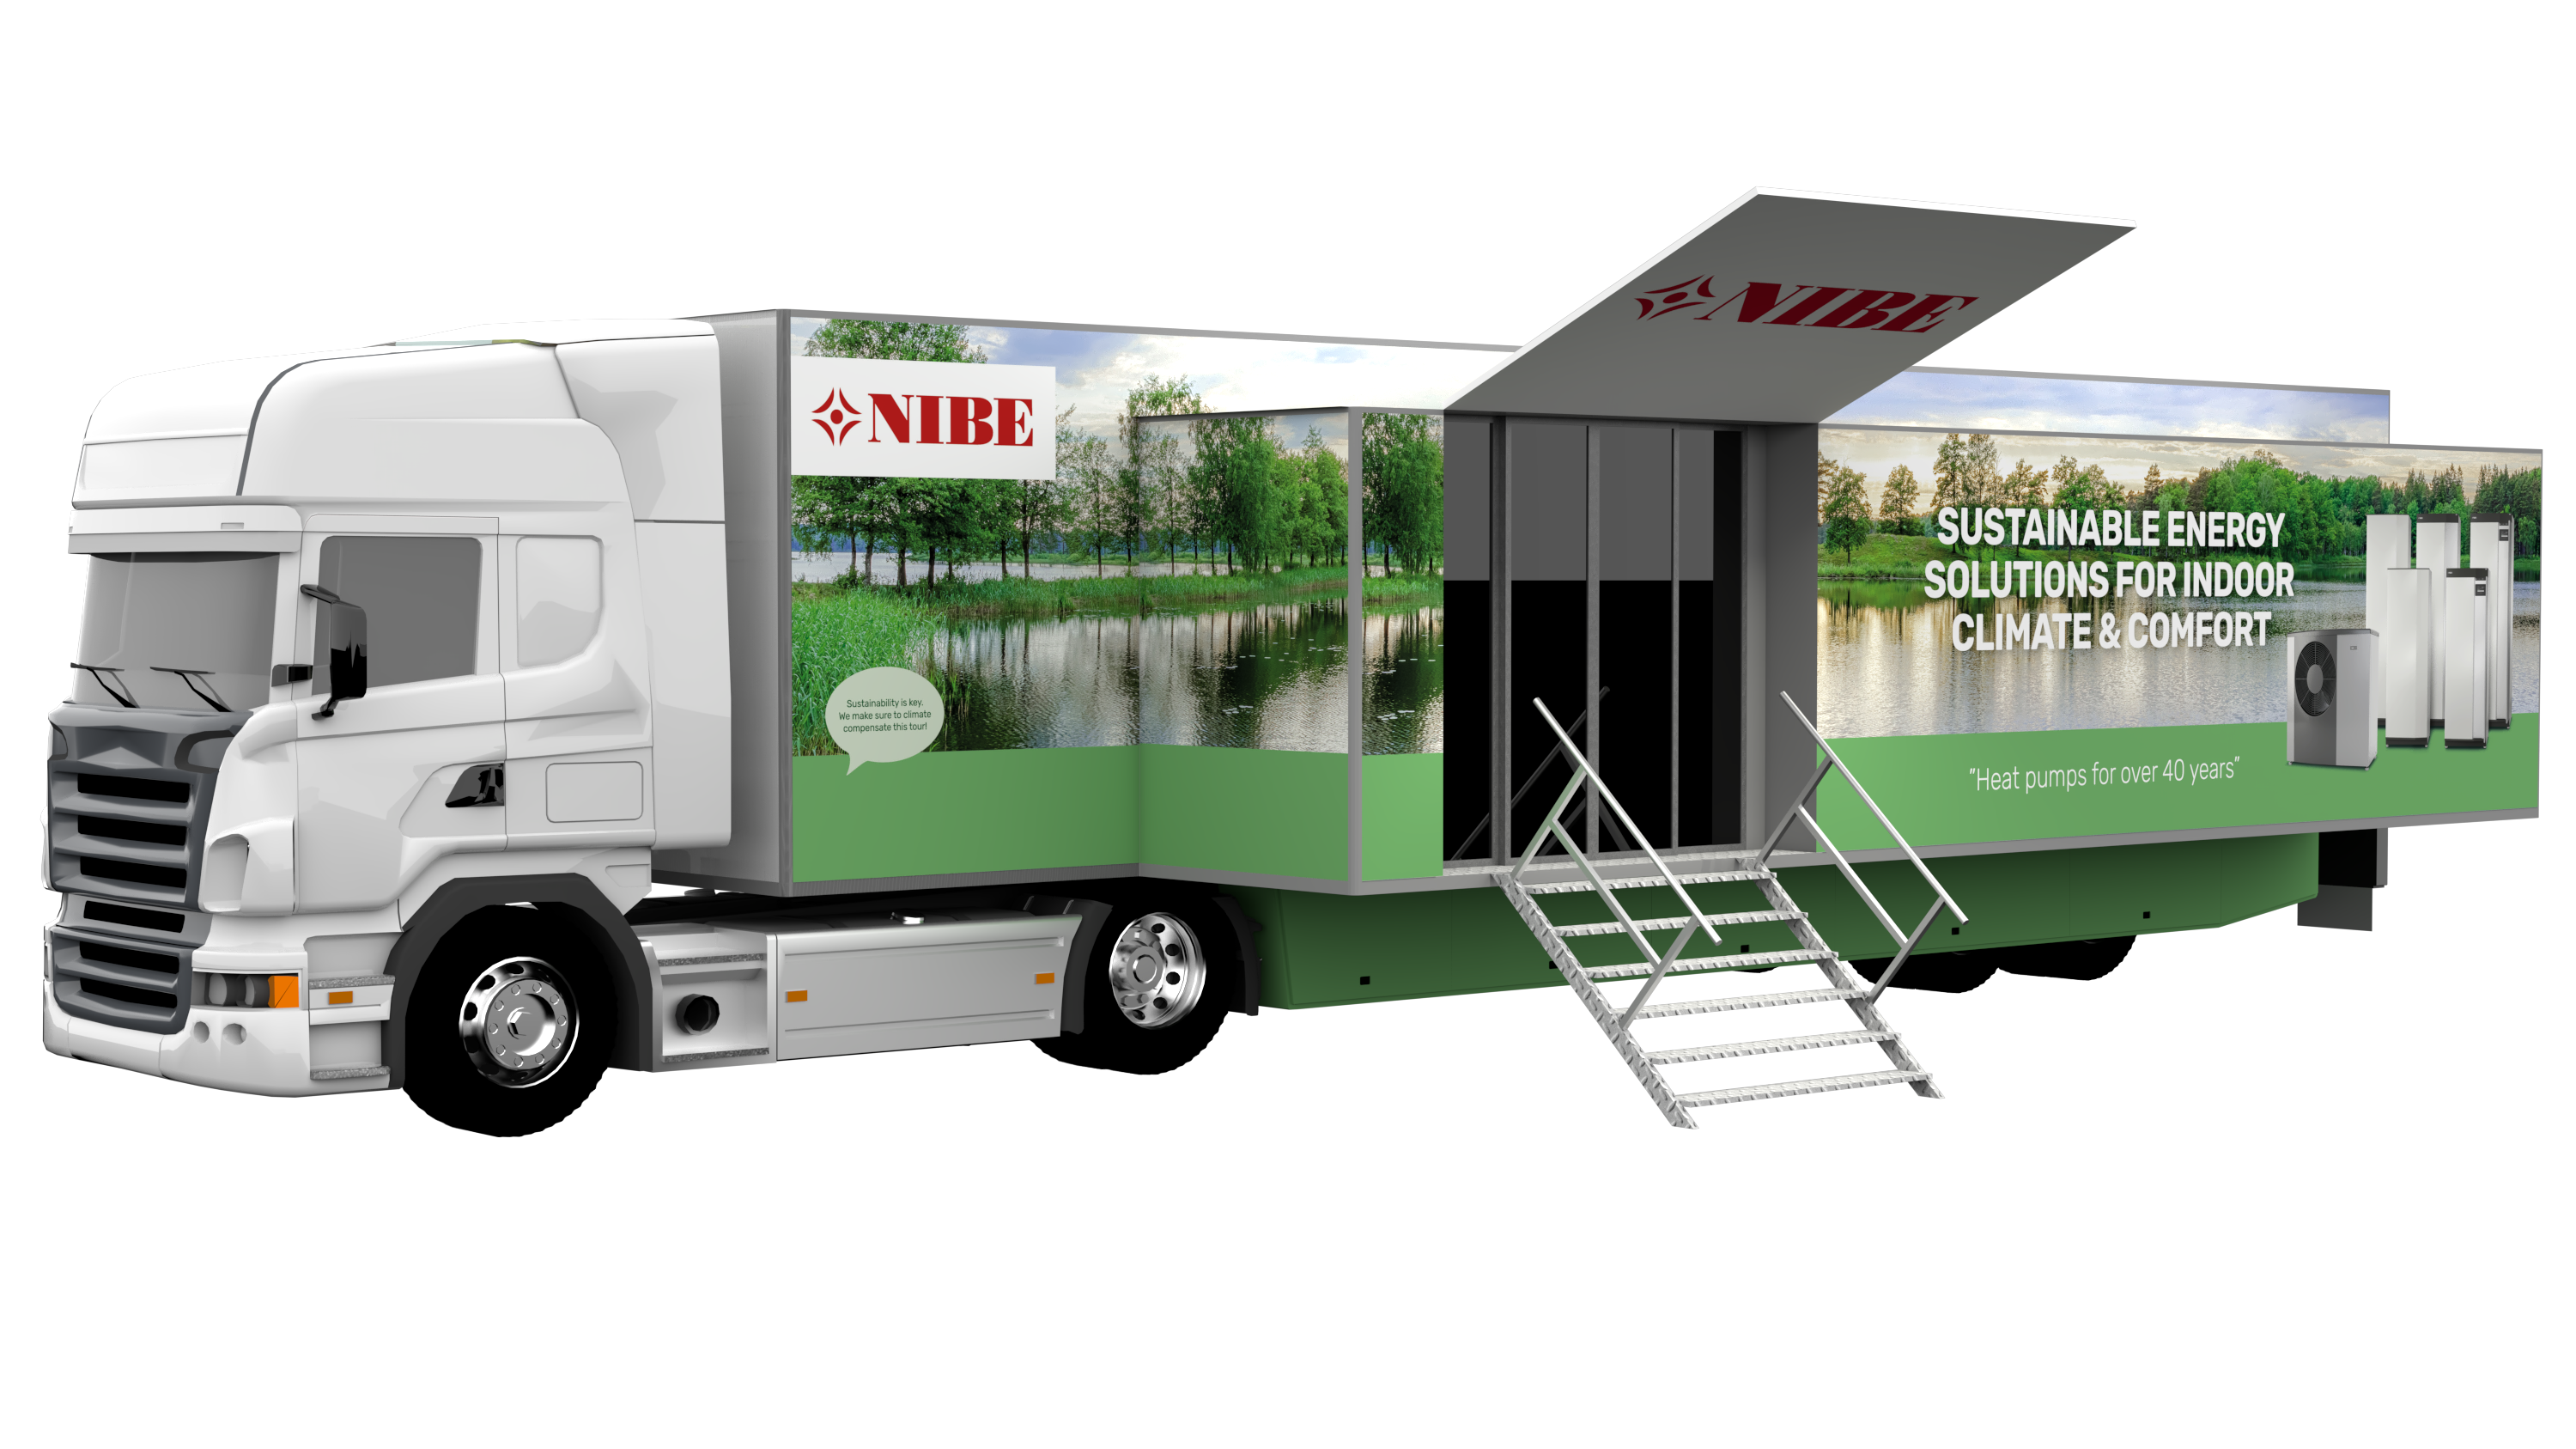 NIBE
NIBE
SUSTAINABLE ENERGY
SOLUTIONS FOR INDOOR
CLIMATE & COMFORT
Sustainability is key.
We make sure to climate
compensate this tour!
"Heat pumps for over 40 years"